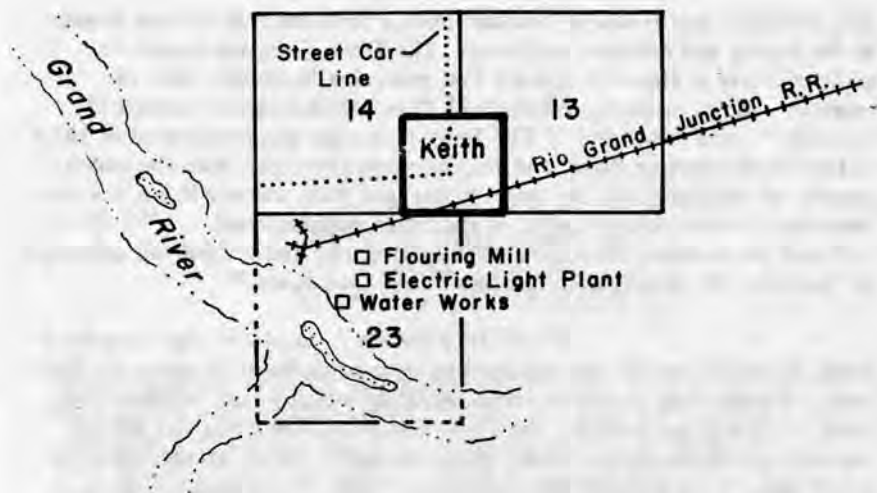 Street Car
Line
14
13
Grand
River
Keith
Rio Grand Junction R.R.
Flouring Mill
Electric Light Plant
Water Works
23